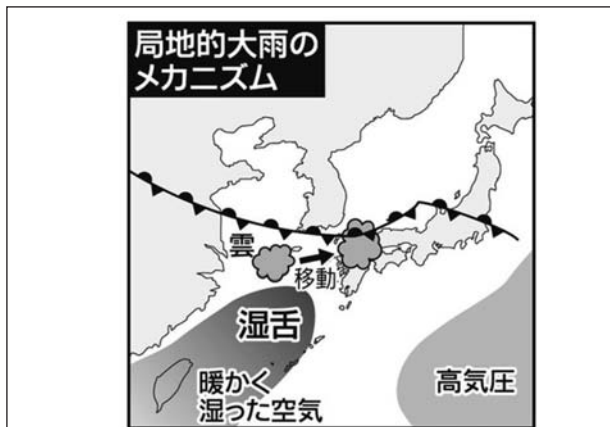 局地的大雨の
メカニズム
雲
移動
湿舌
暖かく
湿った空気
高気圧